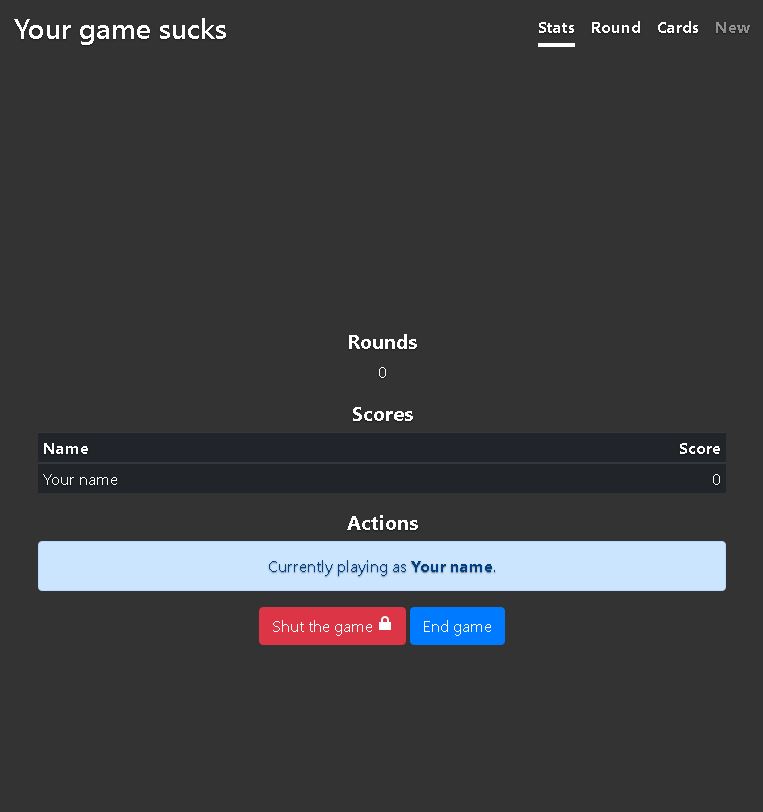 Your game sucks
Stats Round Cards New
Rounds
0
Scores
Name Score
Your name 0
Actions
Currently playing as Your name.
Shut the game End game